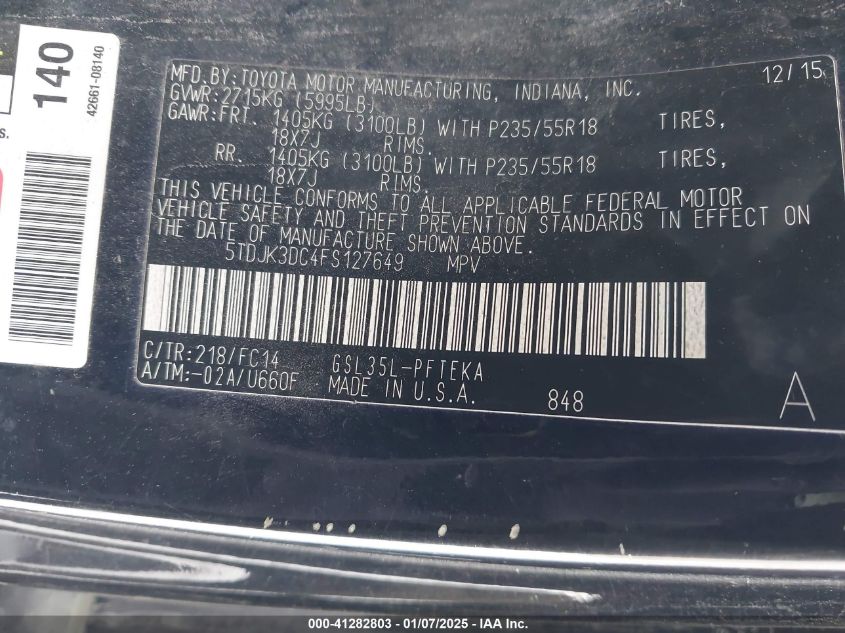 140
42661-08140
s.
MFD.BY:TOYOTA MOTOR MANUFACTURING, INDIANA, INC. 12/15
GVWR:2715KG (5995LB)
GAWR:FRT. 1405KG (3100LB) WITH P235/55R18 TIRES,
18X7J RIMS.
RR. 1405KG (3100LB) WITH P235/55R18 TIRES,
18X7J RIMS.
THIS VEHICLE CONFORMS TO ALL APPLICABLE FEDERAL MOTOR
VEHICLE SAFETY AND THEFT PREVENTION STANDARDS IN EFFECT ON
THE DATE OF MANUFACTURE SHOWN ABOVE.
5TDJK3DC4FS127649 MPV
C/TR:218/FC14 GSL35L-PFTEKA
A/TM:-02A/U660F MADE IN U.S.A. 848 A
000-41282803 - 01/07/2025 - IAA Inc.